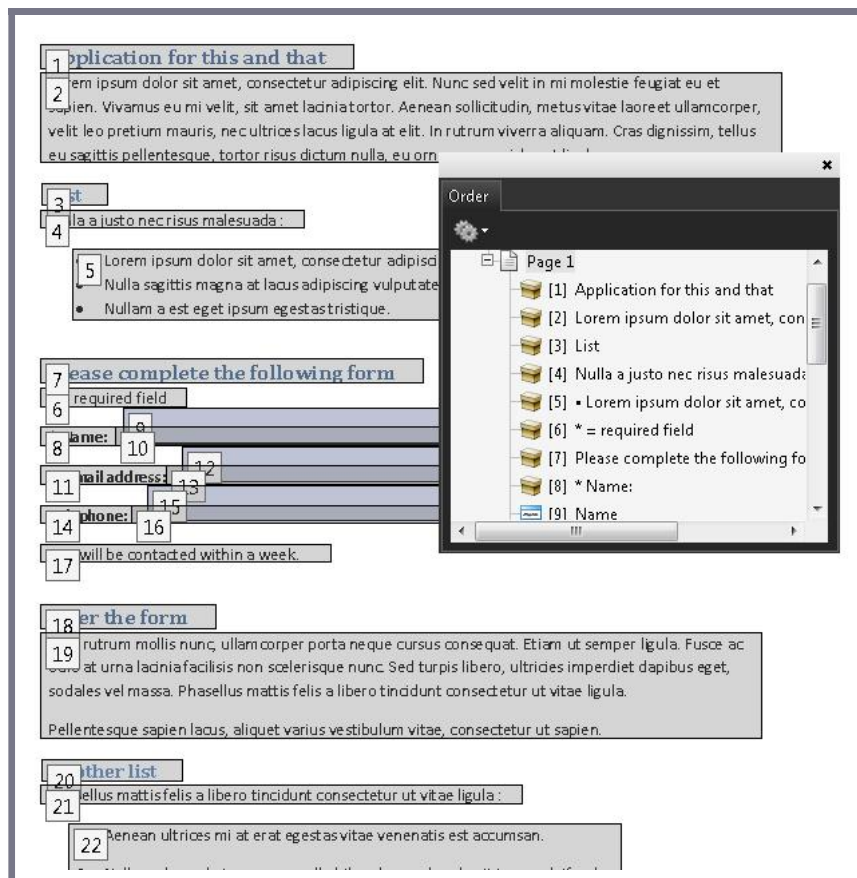 1 pplication for this and that
2 rem ipsum dolor sit amet, consectetur adipiscing elit. Nunc sed velit in mi molestie feugiat eu et
pien. Vivamus eu mi velit, sit amet lacinia tortor. Aenean sollicitudin, metus vitae laoreet ullamcorper,
velit leo pretium mauris, nec ultrices lacus ligula at elit. In rutrum viverra aliquam. Cras dignissim, tellus
eu sagittis pellentesque, tortor risus dictum nulla, eu orn
3 st
4 lla a justo nec risus malesuada :
5 Lorem ipsum dolor sit amet, consectetur adipisci
• Nulla sagittis magna at lacus adipiscing vulputate
• Nullam a est eget ipsum egestas tristique.
7 ease complete the following form
6 required field
9
8 ame: 10
12
11 mail address: 13
15
14 phone: 16
17 will be contacted within a week.
18 er the form
19 rutrum mollis nunc, ullamcorper porta neque cursus consequat. Etiam ut semper ligula. Fusce ac
at urna lacinia facilisis non scelerisque nunc. Sed turpis libero, ultricies imperdiet dapibus eget,
sodales vel massa. Phasellus mattis felis a libero tincidunt consectetur ut vitae ligula.
Pellentesque sapien lacus, aliquet varius vestibulum vitae, consectetur ut sapien.
20 other list
21 sellus mattis felis a libero tincidunt consectetur ut vitae ligula :
22 Aenean ultrices mi at erat egestas vitae venenatis est accumsan.
Order
Page 1
[1] Application for this and that
[2] Lorem ipsum dolor sit amet, con
[3] List
[4] Nulla a justo nec risus malesuada
[5] • Lorem ipsum dolor sit amet, co
[6] * = required field
[7] Please complete the following fo
[8] * Name:
[9] Name